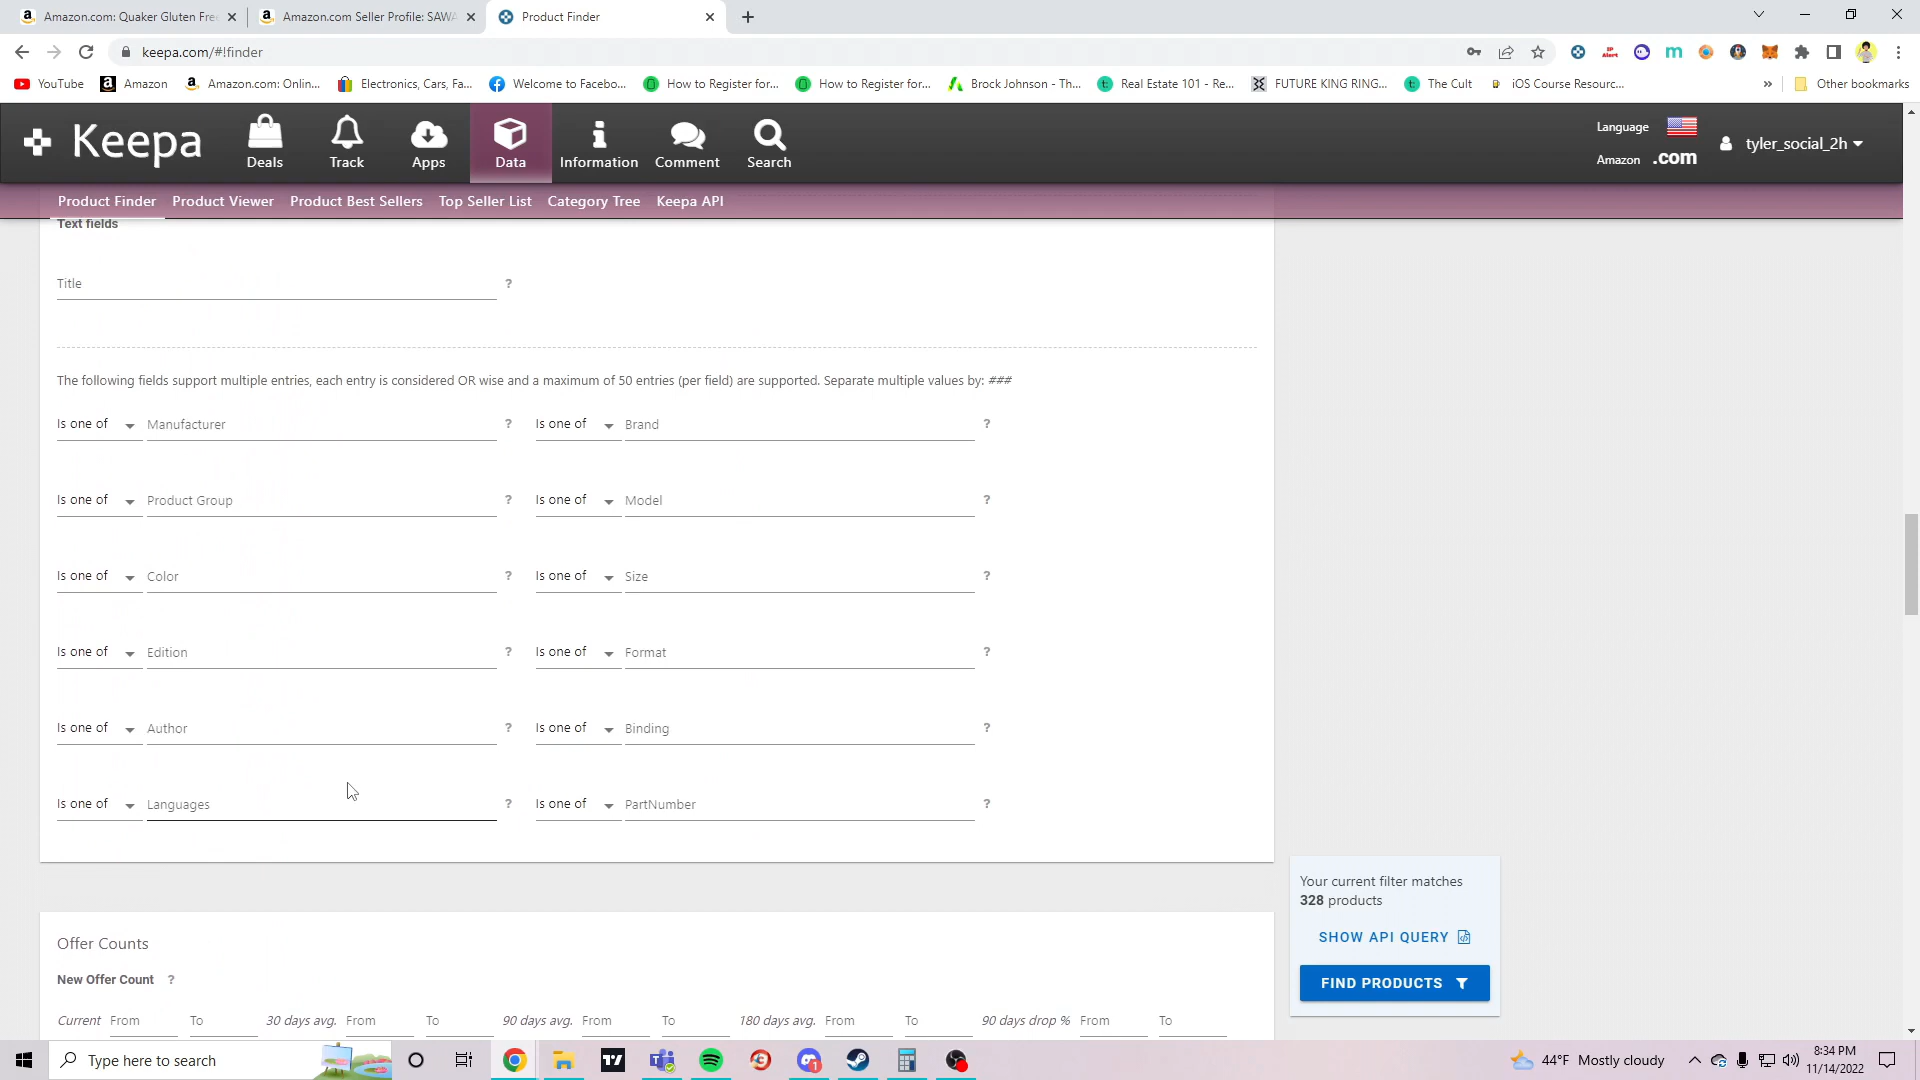 Amazon.com: Quaker Gluten Fre
Amazon.com Seller Profile: SAWA
Product Finder
keepa.com/#!finder
YouTube
Amazon
Amazon.com: Onlin...
Electronics, Cars, Fa...
Welcome to Facebo...
How to Register for...
How to Register for...
Brock Johnson - Th...
Real Estate 101 - Re...
FUTURE KING RING...
The Cult
iOS Course Resourc...
»
Other bookmarks
Keepa
Deals
Track
Apps
Data
Information
Comment
Search
Language
Amazon .com
tyler_social_2h
Product Finder
Product Viewer
Product Best Sellers
Top Seller List
Category Tree
Keepa API
Text fields
Title ?
The following fields support multiple entries, each entry is considered OR wise and a maximum of 50 entries (per field) are supported. Separate multiple values by: ###
Is one of Manufacturer ? Is one of Brand ?
Is one of Product Group ? Is one of Model ?
Is one of Color ? Is one of Size ?
Is one of Edition ? Is one of Format ?
Is one of Author ? Is one of Binding ?
Is one of Languages ? Is one of PartNumber ?
Your current filter matches
328 products
SHOW API QUERY
FIND PRODUCTS
Offer Counts
New Offer Count ?
Current From To 30 days avg. From To 90 days avg. From To 180 days avg. From To 90 days drop % From To
Type here to search
44°F Mostly cloudy
8:34 PM
11/14/2022